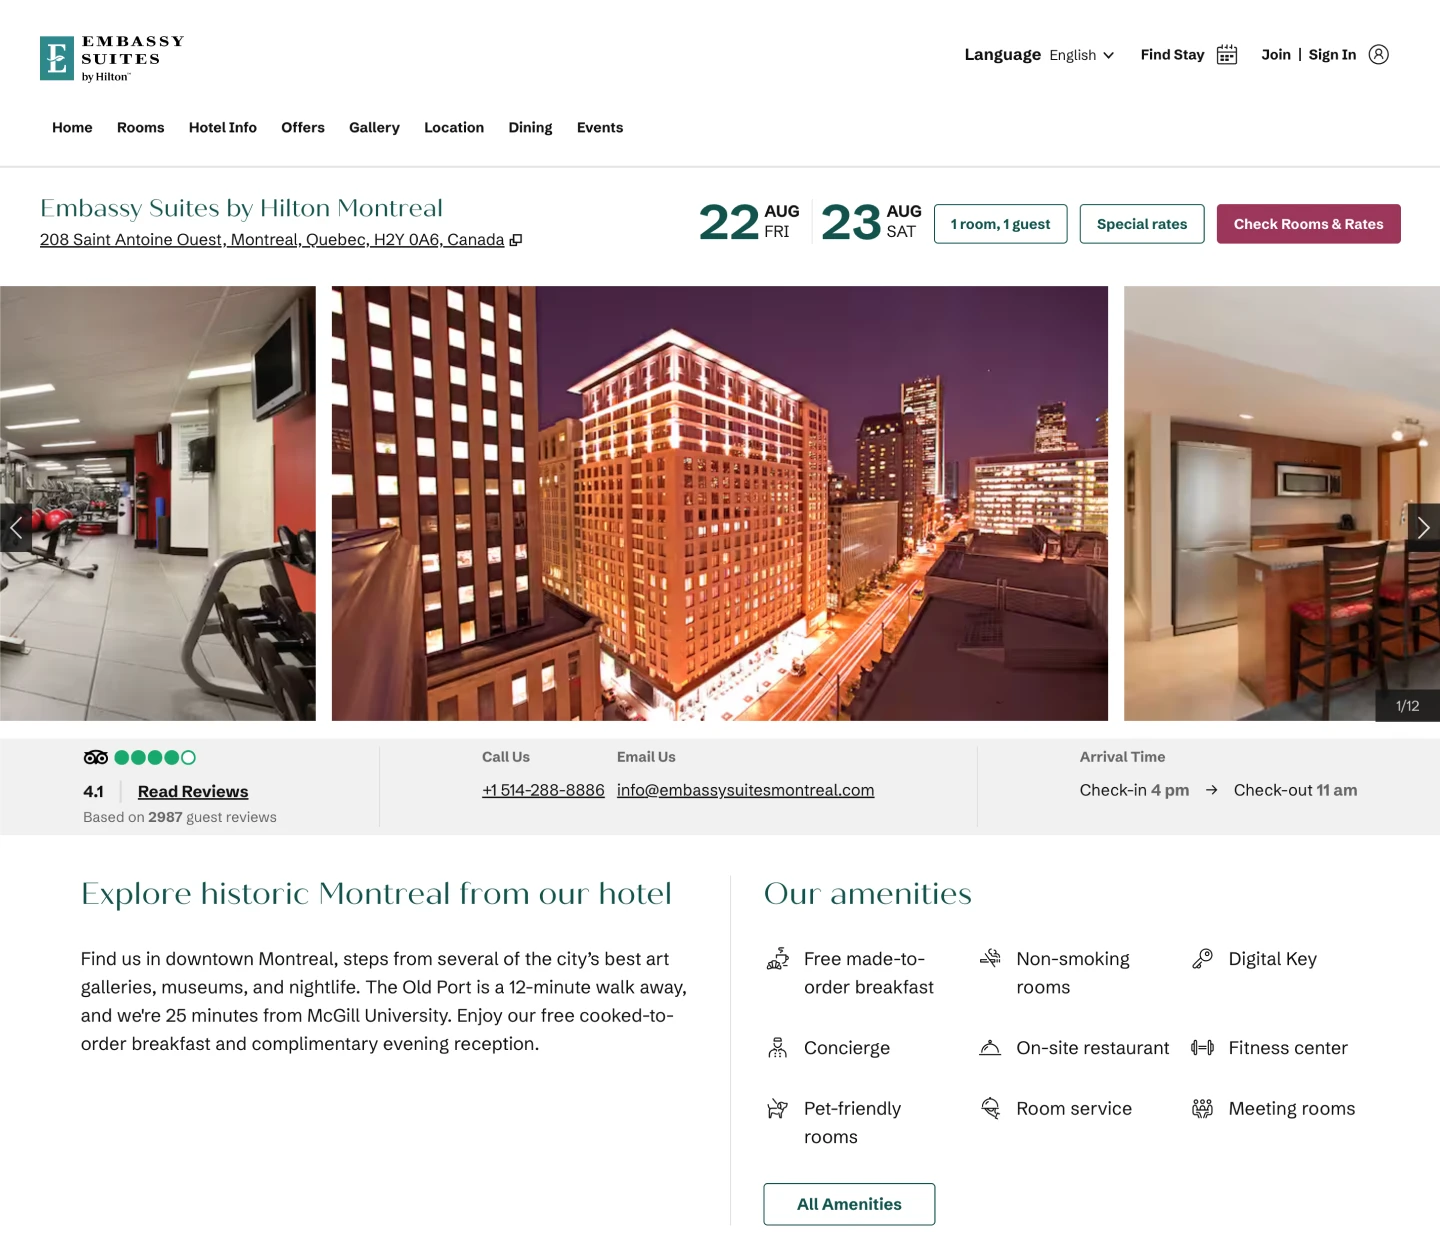 EMBASSY
SUITES
by Hilton™
Language English
Find Stay
Join | Sign In
Home Rooms Hotel Info Offers Gallery Location Dining Events
Embassy Suites by Hilton Montreal
208 Saint Antoine Ouest, Montreal, Quebec, H2Y 0A6, Canada
22 AUG FRI
23 AUG SAT
1 room, 1 guest
Special rates
Check Rooms & Rates
1/12
4.1 Read Reviews
Based on 2987 guest reviews
Call Us
+1 514-288-8886
Email Us
info@embassysuitesmontreal.com
Arrival Time
Check-in 4 pm → Check-out 11 am
Explore historic Montreal from our hotel
Find us in downtown Montreal, steps from several of the city’s best art
galleries, museums, and nightlife. The Old Port is a 12-minute walk away,
and we're 25 minutes from McGill University. Enjoy our free cooked-to-
order breakfast and complimentary evening reception.
Our amenities
Free made-to-
order breakfast
Non-smoking
rooms
Digital Key
Concierge
On-site restaurant
Fitness center
Pet-friendly
rooms
Room service
Meeting rooms
All Amenities